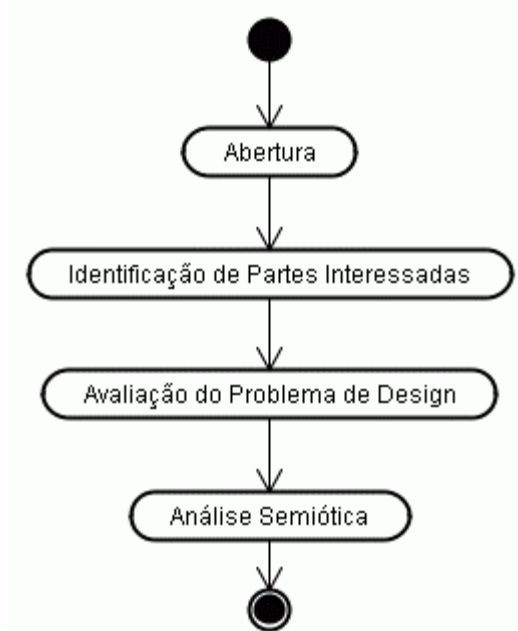 Abertura
Identificação de Partes Interessadas
Avaliação do Problema de Design
Análise Semiótica